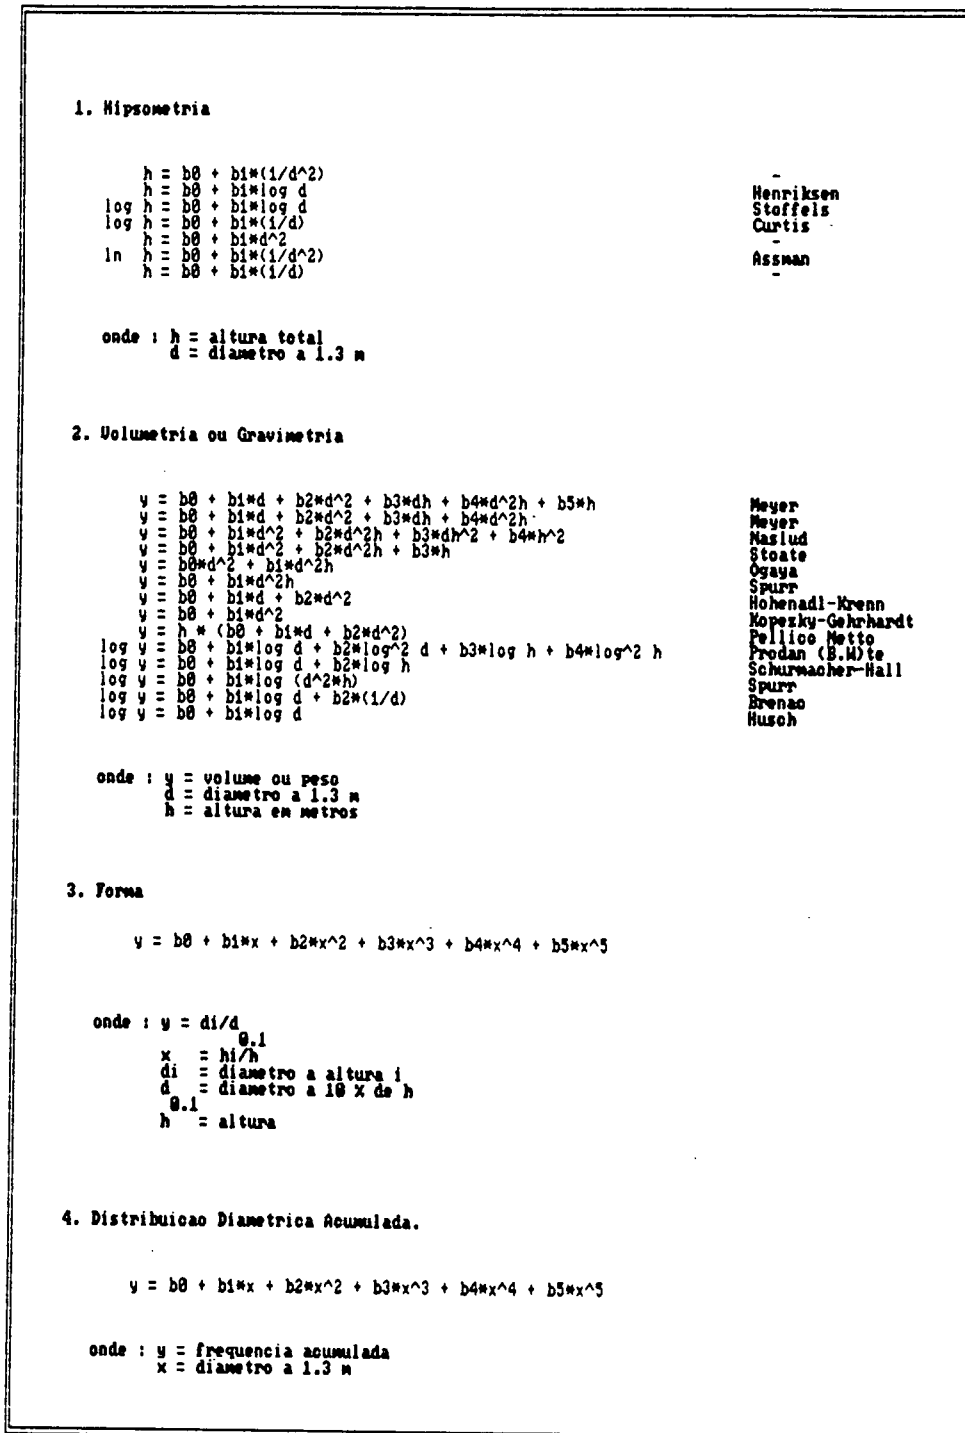 1. Hipsometria
h = b0 + b1*(1/d^2) -
h = b0 + b1*log d Henriksen
log h = b0 + b1*log d Stoffels
log h = b0 + b1*(1/d) Curtis
h = b0 + b1*d^2 -
ln h = b0 + b1*(1/d^2) Assman
h = b0 + b1*(1/d) -
onde : h = altura total
d = diametro a 1.3 m
2. Volumetria ou Gravimetria
y = b0 + b1*d + b2*d^2 + b3*dh + b4*d^2h + b5*h Meyer
y = b0 + b1*d + b2*d^2 + b3*dh + b4*d^2h Meyer
y = b0 + b1*d^2 + b2*d^2h + b3*dh^2 + b4*h^2 Naslud
y = b0 + b1*d^2 + b2*d^2h + b3*h Stoate
y = b0*d^2 + b1*d^2h Ogaya
y = b0 + b1*d^2h Spurr
y = b0 + b1*d + b2*d^2 Hohenadl-Krenn
y = b0 + b1*d^2 Kopezky-Gehrhardt
y = h * (b0 + b1*d + b2*d^2) Pellico Netto
log y = b0 + b1*log d + b2*log^2 d + b3*log h + b4*log^2 h Prodan (B.W)te
log y = b0 + b1*log d + b2*log h Schurmacher-Hall
log y = b0 + b1*log (d^2*h) Spurr
log y = b0 + b1*log d + b2*(1/d) Brenao
log y = b0 + b1*log d Husch
onde : y = volume ou peso
d = diametro a 1.3 m
h = altura em metros
3. Forma
y = b0 + b1*x + b2*x^2 + b3*x^3 + b4*x^4 + b5*x^5
onde : y = di/d
0.1
x = hi/h
di = diametro a altura i
d = diametro a 10 % de h
0.1
h = altura
4. Distribuicao Diametrica Acumulada.
y = b0 + b1*x + b2*x^2 + b3*x^3 + b4*x^4 + b5*x^5
onde : y = frequencia acumulada
x = diametro a 1.3 m